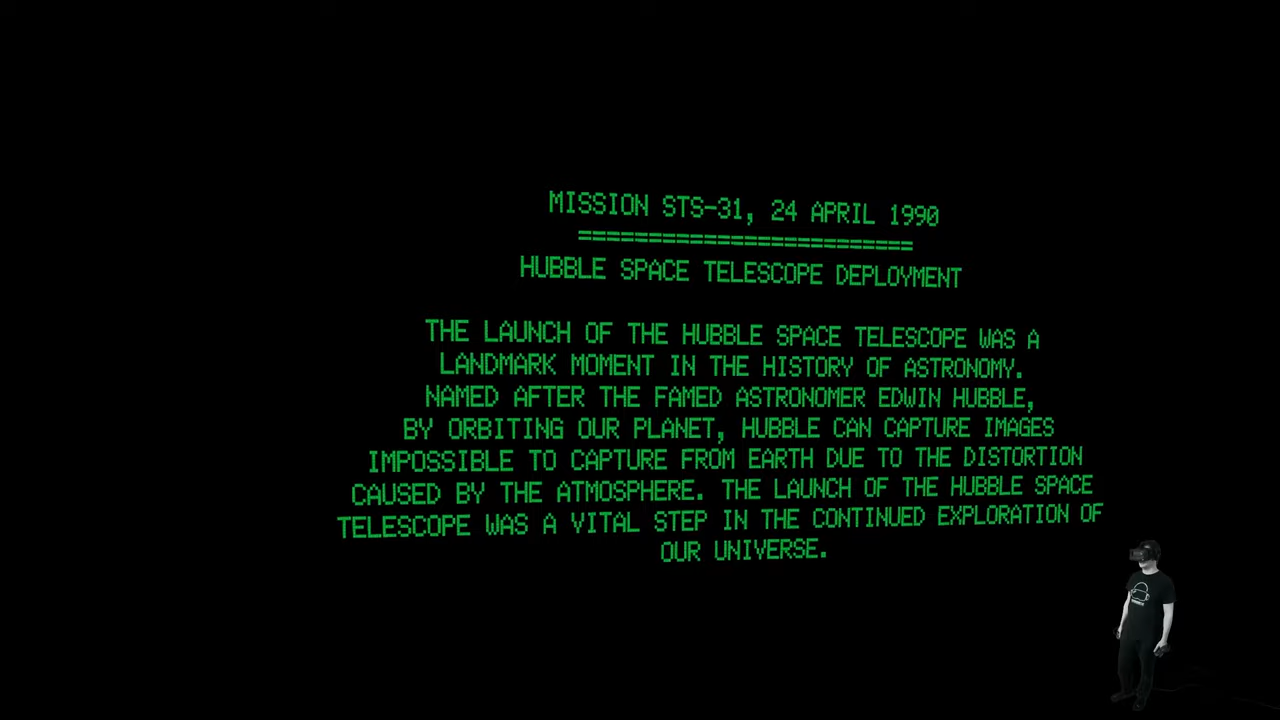 MISSION STS-31, 24 APRIL 1990
=========================
HUBBLE SPACE TELESCOPE DEPLOYMENT
THE LAUNCH OF THE HUBBLE SPACE TELESCOPE WAS A
LANDMARK MOMENT IN THE HISTORY OF ASTRONOMY.
NAMED AFTER THE FAMED ASTRONOMER EDWIN HUBBLE,
BY ORBITING OUR PLANET, HUBBLE CAN CAPTURE IMAGES
IMPOSSIBLE TO CAPTURE FROM EARTH DUE TO THE DISTORTION
CAUSED BY THE ATMOSPHERE. THE LAUNCH OF THE HUBBLE SPACE
TELESCOPE WAS A VITAL STEP IN THE CONTINUED EXPLORATION OF
OUR UNIVERSE.